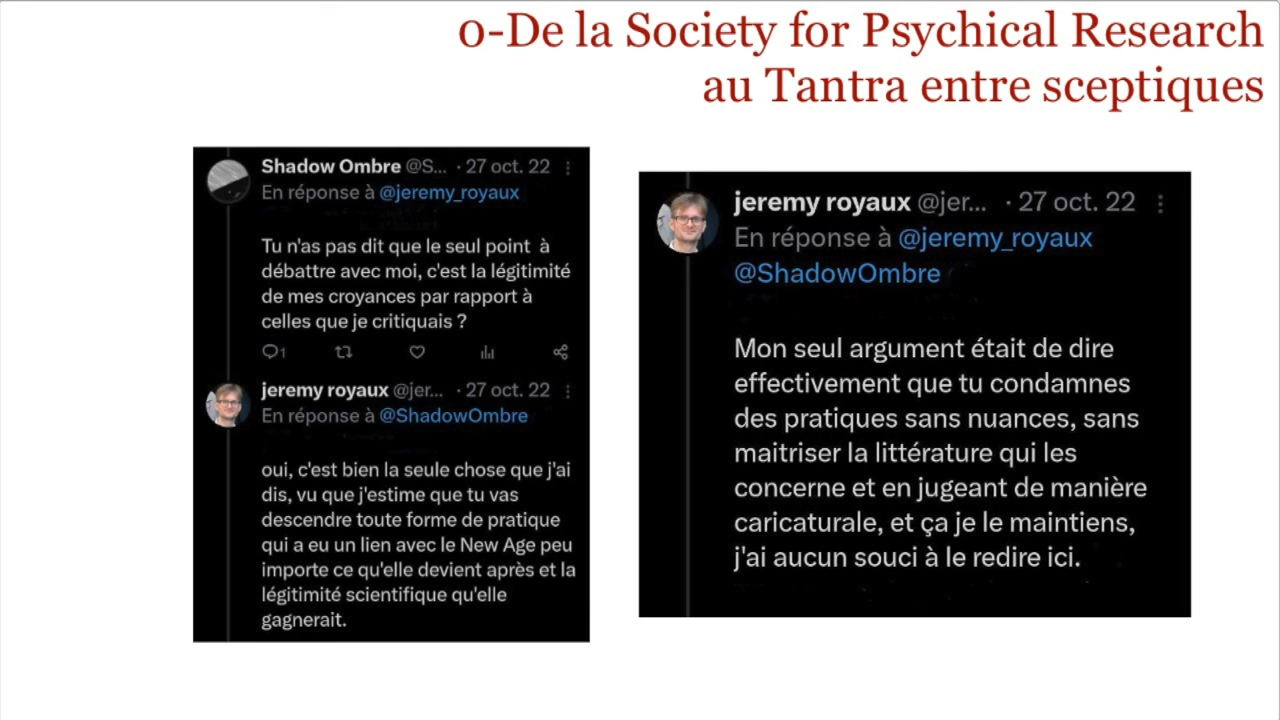 0-De la Society for Psychical Research
au Tantra entre sceptiques
Shadow Ombre @S... · 27 oct. 22
En réponse à @jeremy_royaux
Tu n'as pas dit que le seul point à
débattre avec moi, c'est la légitimité
de mes croyances par rapport à
celles que je critiquais ?
1
jeremy royaux @jer... · 27 oct. 22
En réponse à @ShadowOmbre
oui, c'est bien la seule chose que j'ai
dis, vu que j'estime que tu vas
descendre toute forme de pratique
qui a eu un lien avec le New Age peu
importe ce qu'elle devient après et la
légitimité scientifique qu'elle
gagnerait.
jeremy royaux @jer... · 27 oct. 22
En réponse à @jeremy_royaux
@ShadowOmbre
Mon seul argument était de dire
effectivement que tu condamnes
des pratiques sans nuances, sans
maitriser la littérature qui les
concerne et en jugeant de manière
caricaturale, et ça je le maintiens,
j'ai aucun souci à le redire ici.